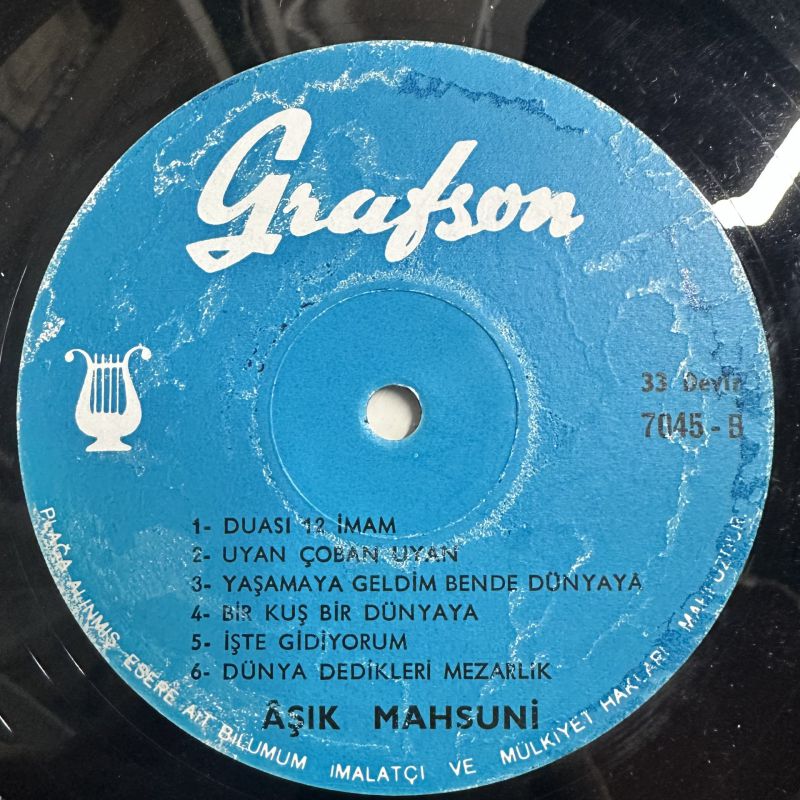 Grafson
33 Devir
7045 - B
1- DUASI 12 İMAM
2- UYAN ÇOBAN UYAN
3- YAŞAMAYA GELDİM BENDE DÜNYAYA
4- BİR KUŞ BİR DÜNYAYA
5- İŞTE GİDİYORUM
6- DÜNYA DEDİKLERİ MEZARLIK
ÂŞIK MAHSUNİ
PLAĞA ALINMIŞ ESERE AİT BİLUMUM İMALATÇI VE MÜLKİYET HAKLARI MAHFUZDUR